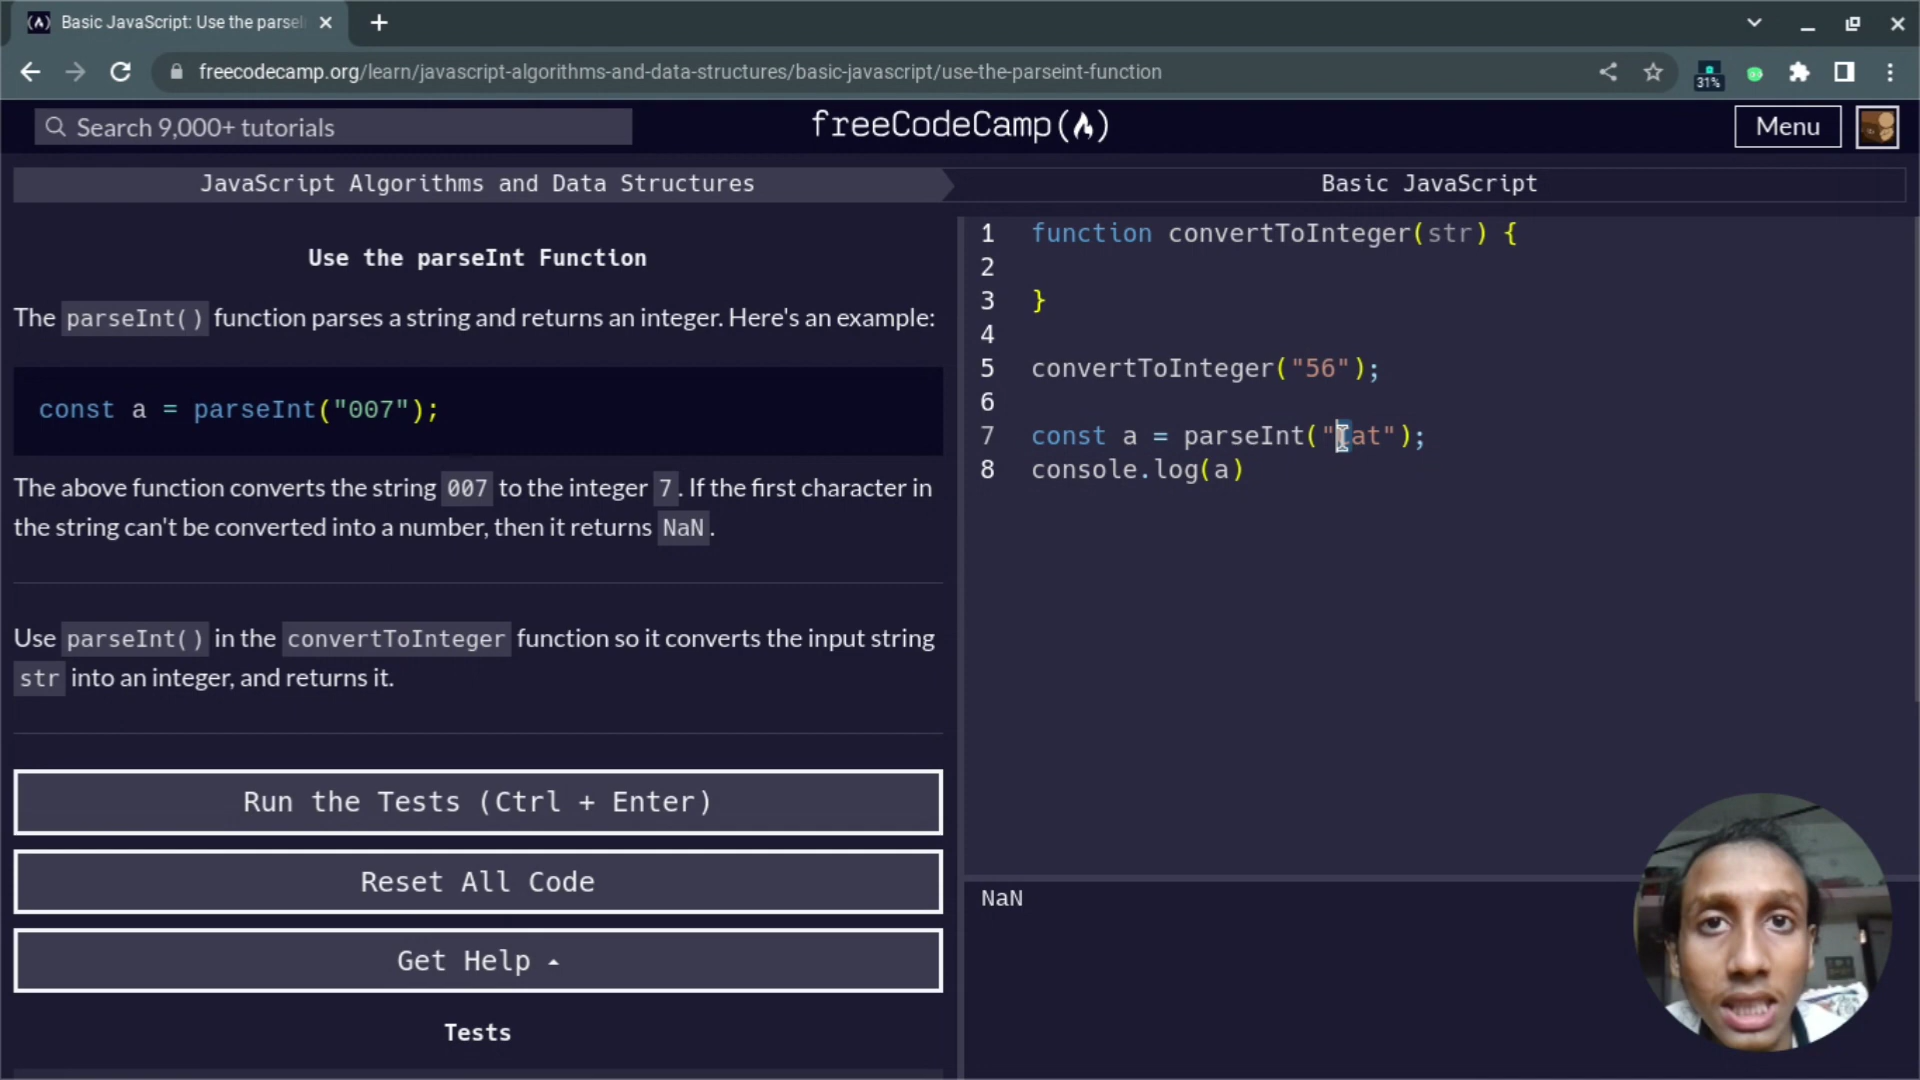 Basic JavaScript: Use the parseI
freecodecamp.org/learn/javascript-algorithms-and-data-structures/basic-javascript/use-the-parseint-function
31%
Search 9,000+ tutorials
freeCodeCamp(🔥)
Menu
JavaScript Algorithms and Data Structures
Basic JavaScript
Use the parseInt Function
The parseInt() function parses a string and returns an integer. Here's an example:
const a = parseInt("007");
The above function converts the string 007 to the integer 7. If the first character in
the string can't be converted into a number, then it returns NaN.
Use parseInt() in the convertToInteger function so it converts the input string
str into an integer, and returns it.
Run the Tests (Ctrl + Enter)
Reset All Code
Get Help
Tests
1 function convertToInteger(str) {
2
3 }
4
5 convertToInteger("56");
6
7 const a = parseInt("at");
8 console.log(a)
NaN